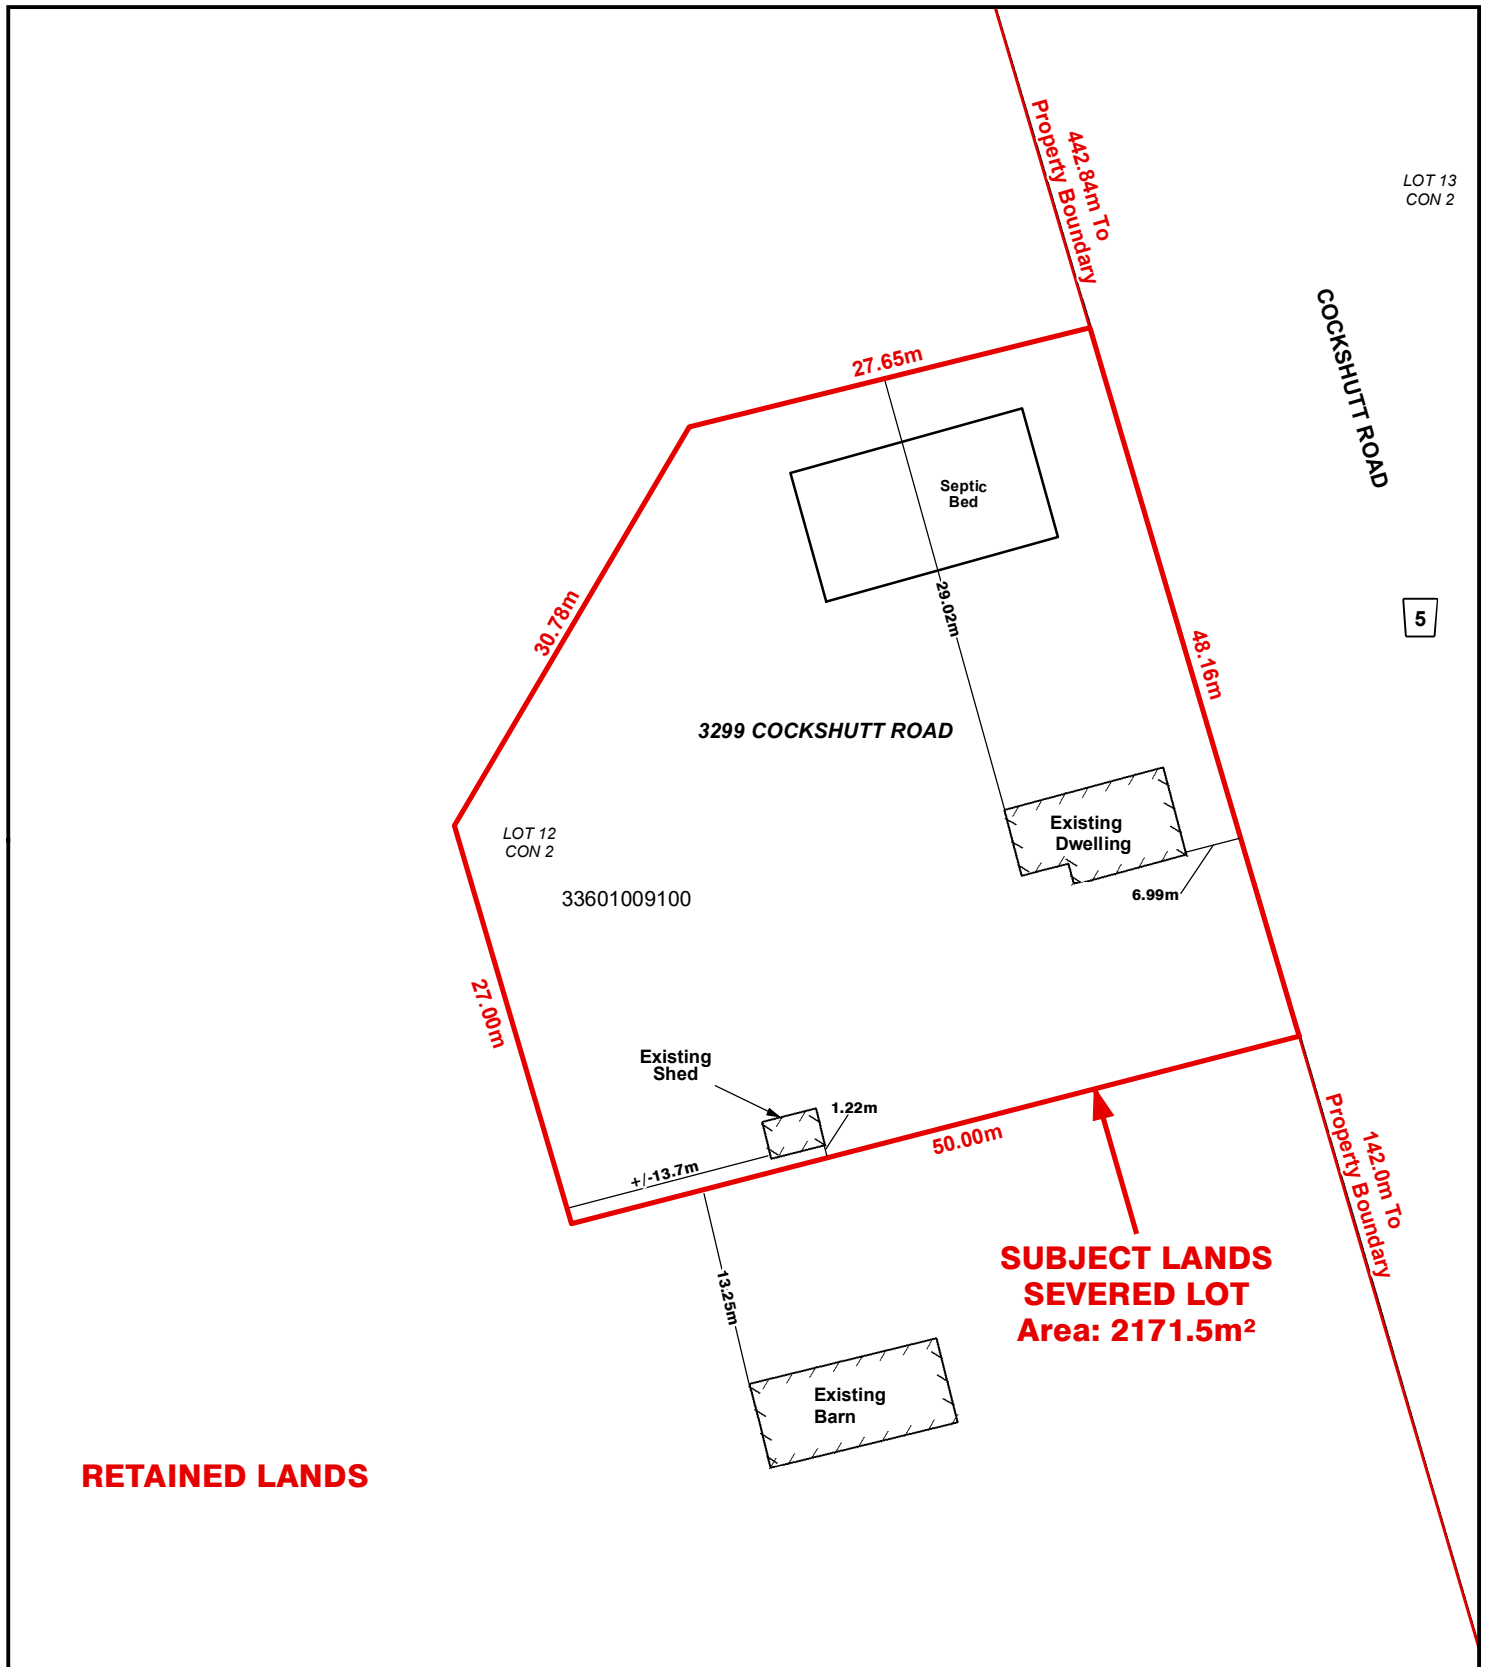 442.84m To
Property Boundary
LOT 13
CON 2
COCKSHUTT ROAD
27.65m
Septic
Bed
29.02m
30.78m
5
48.16m
3299 COCKSHUTT ROAD
Existing
Dwelling
6.99m
LOT 12
CON 2
33601009100
27.00m
Existing
Shed
1.22m
+/-13.7m
50.00m
142.0m To
Property Boundary
SUBJECT LANDS
SEVERED LOT
Area: 2171.5m²
13.25m
Existing
Barn
RETAINED LANDS